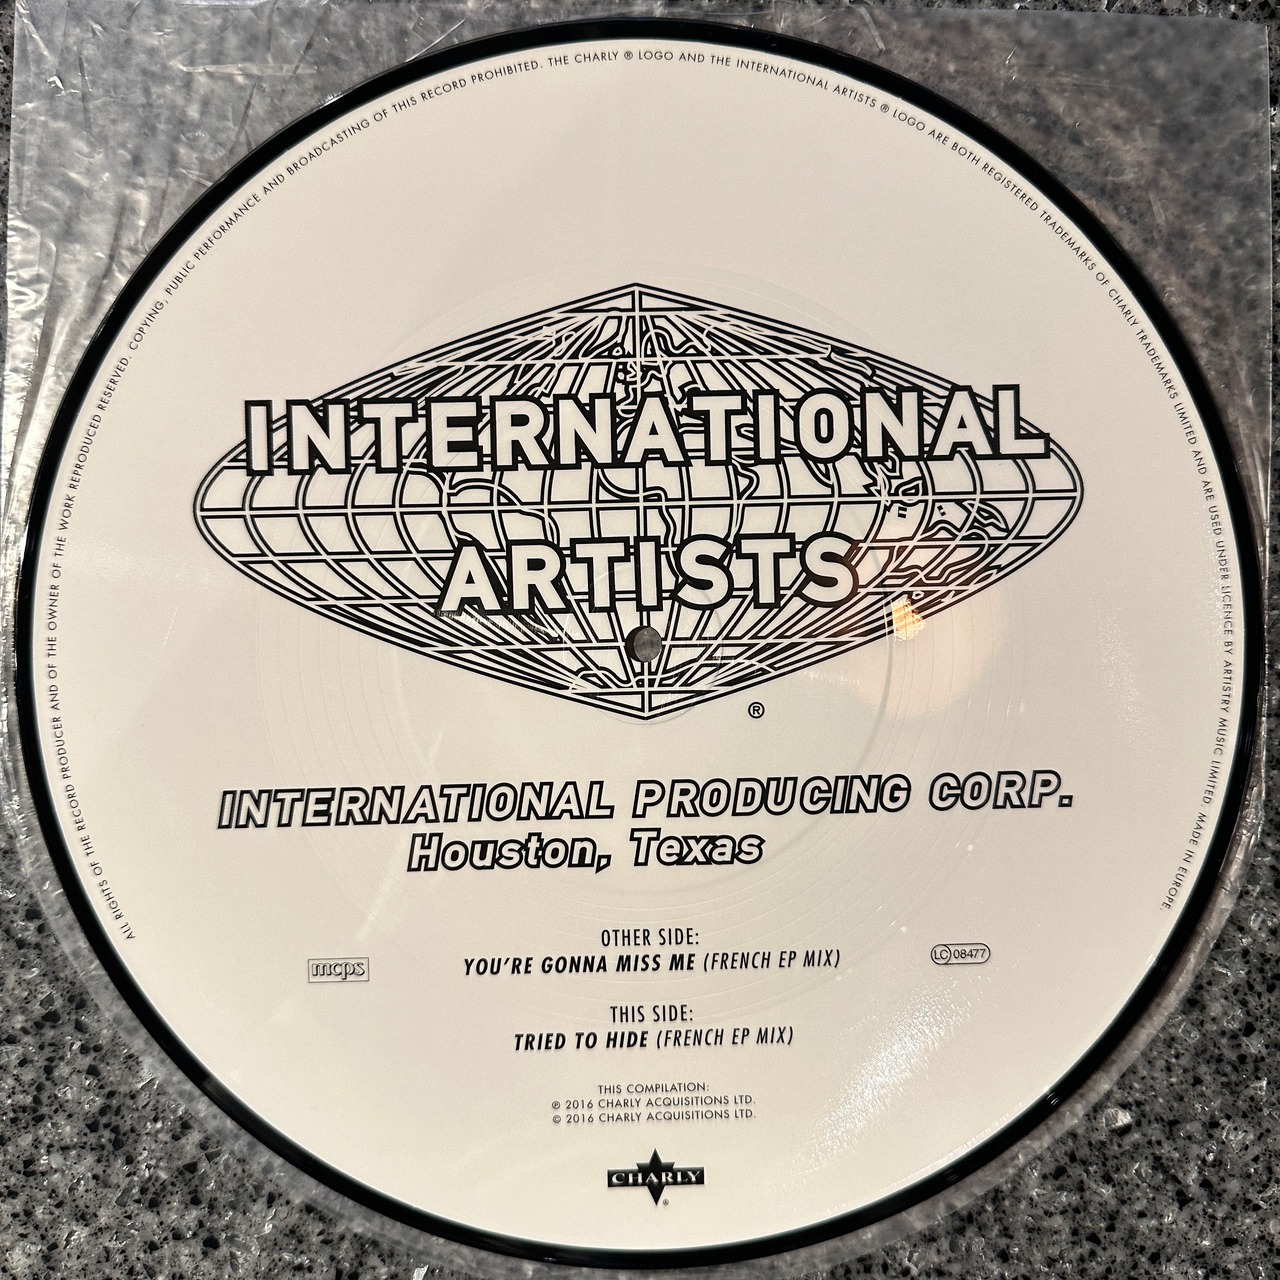 ALL RIGHTS OF THE RECORD PRODUCER AND OF THE OWNER OF THE WORK REPRODUCED RESERVED. COPYING, PUBLIC PERFORMANCE AND BROADCASTING OF THIS RECORD PROHIBITED. THE CHARLY ® LOGO AND THE INTERNATIONAL ARTISTS ® LOGO ARE BOTH REGISTERED TRADEMARKS OF CHARLY TRADEMARKS LIMITED AND ARE USED UNDER LICENCE BY ARTISTRY MUSIC LIMITED. MADE IN EUROPE.
INTERNATIONAL
ARTISTS
®
INTERNATIONAL PRODUCING CORP.
Houston, Texas
OTHER SIDE:
YOU'RE GONNA MISS ME (FRENCH EP MIX)
mcps
LC 08477
THIS SIDE:
TRIED TO HIDE (FRENCH EP MIX)
THIS COMPILATION:
℗ 2016 CHARLY ACQUISITIONS LTD.
© 2016 CHARLY ACQUISITIONS LTD.
CHARLY
®